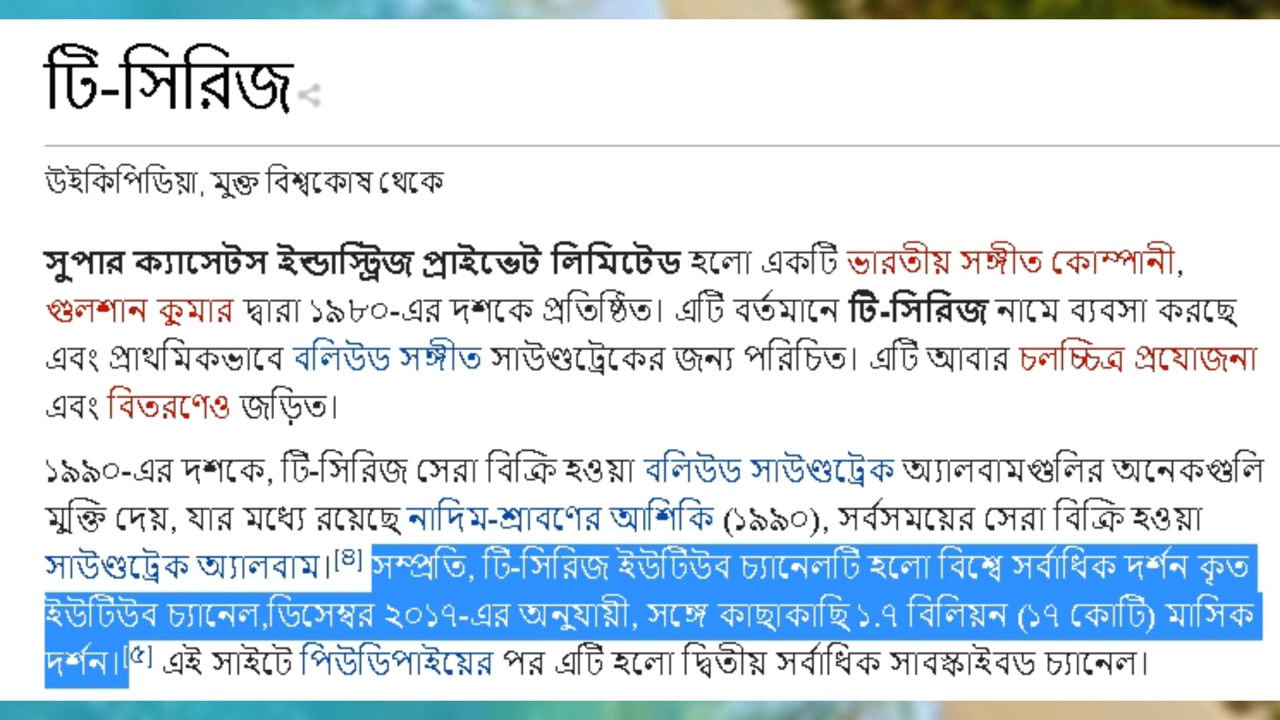 টি-সিরিজ
উইকিপিডিয়া, মুক্ত বিশ্বকোষ থেকে
সুপার ক্যাসেটস ইন্ডাস্ট্রিজ প্রাইভেট লিমিটেড হলো একটি ভারতীয় সঙ্গীত কোম্পানী,
গুলশান কুমার দ্বারা ১৯৮০-এর দশকে প্রতিষ্ঠিত। এটি বর্তমানে টি-সিরিজ নামে ব্যবসা করছে
এবং প্রাথমিকভাবে বলিউড সঙ্গীত সাউণ্ডট্রেকের জন্য পরিচিত। এটি আবার চলচ্চিত্র প্রযোজনা
এবং বিতরণেও জড়িত।
১৯৯০-এর দশকে, টি-সিরিজ সেরা বিক্রি হওয়া বলিউড সাউণ্ডট্রেক অ্যালবামগুলির অনেকগুলি
মুক্তি দেয়, যার মধ্যে রয়েছে নাদিম-শ্রাবণের আশিকি (১৯৯০), সর্বসময়ের সেরা বিক্রি হওয়া
সাউণ্ডট্রেক অ্যালবাম।[৪] সম্প্রতি, টি-সিরিজ ইউটিউব চ্যানেলটি হলো বিশ্বে সর্বাধিক দর্শন কৃত
ইউটিউব চ্যানেল,ডিসেম্বর ২০১৭-এর অনুযায়ী, সঙ্গে কাছাকাছি ১.৭ বিলিয়ন (১৭ কোটি) মাসিক
দর্শন।[৫] এই সাইটে পিউডিপাইয়ের পর এটি হলো দ্বিতীয় সর্বাধিক সাবস্ক্রাইবড চ্যানেল।